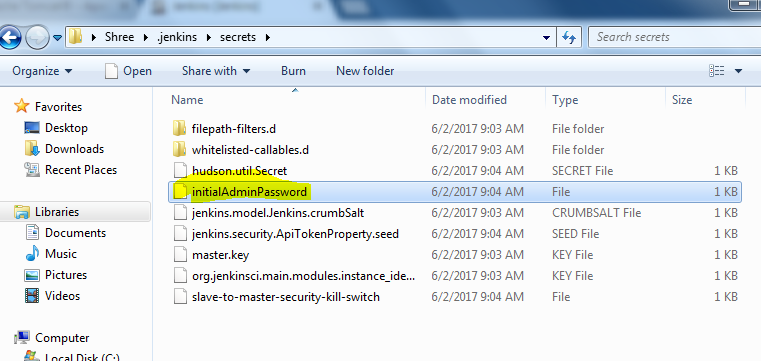 Shree ▸ .jenkins ▸ secrets ▸
Search secrets
Organize Open Share with Burn New folder
Name Date modified Type Size
Favorites
Desktop
Downloads
Recent Places
Libraries
Documents
Music
Pictures
Videos
Computer
Local Disk (C:)
filepath-filters.d 6/2/2017 9:03 AM File folder
whitelisted-callables.d 6/2/2017 9:03 AM File folder
hudson.util.Secret 6/2/2017 9:04 AM SECRET File 1 KB
initialAdminPassword 6/2/2017 9:04 AM File 1 KB
jenkins.model.Jenkins.crumbSalt 6/2/2017 9:03 AM CRUMBSALT File 1 KB
jenkins.security.ApiTokenProperty.seed 6/2/2017 9:04 AM SEED File 1 KB
master.key 6/2/2017 9:03 AM KEY File 1 KB
org.jenkinsci.main.modules.instance_ide... 6/2/2017 9:03 AM KEY File 1 KB
slave-to-master-security-kill-switch 6/2/2017 9:04 AM File 1 KB